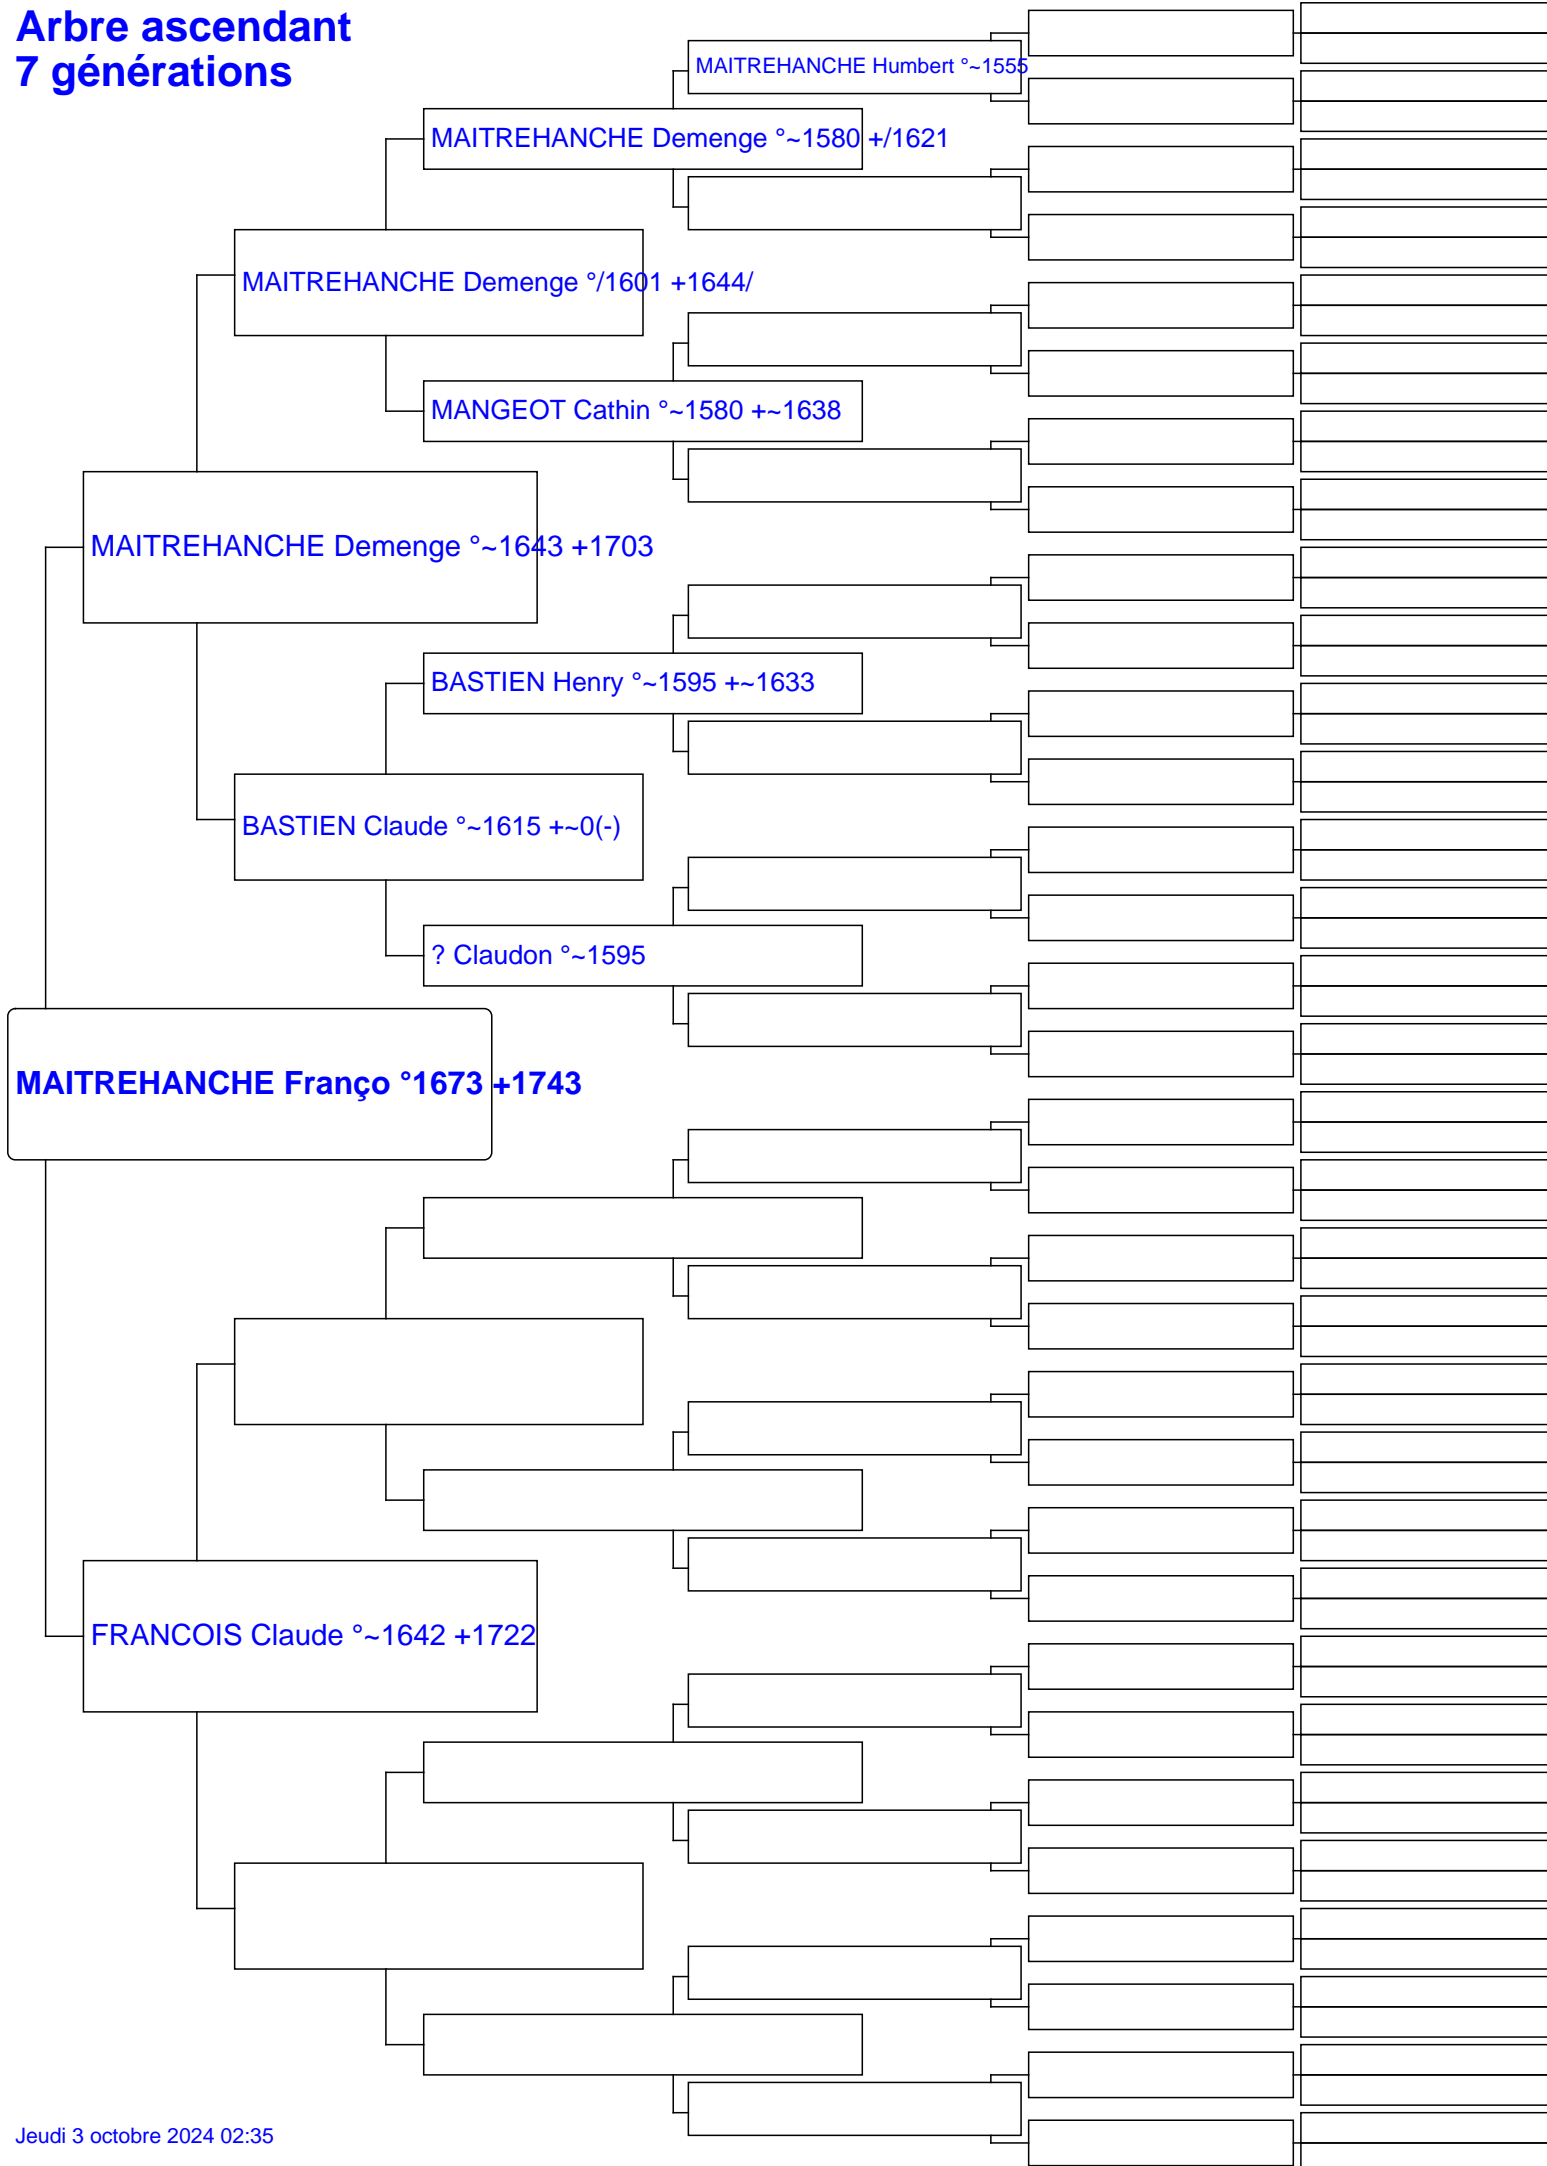 Arbre ascendant
7 générations
MAITREHANCHE Humbert °~1555
MAITREHANCHE Demenge °~1580 +/1621
MAITREHANCHE Demenge °/1601 +1644/
MANGEOT Cathin °~1580 +~1638
MAITREHANCHE Demenge °~1643 +1703
BASTIEN Henry °~1595 +~1633
BASTIEN Claude °~1615 +~0(-)
? Claudon °~1595
MAITREHANCHE Franço °1673 +1743
FRANCOIS Claude °~1642 +1722
Jeudi 3 octobre 2024 02:35